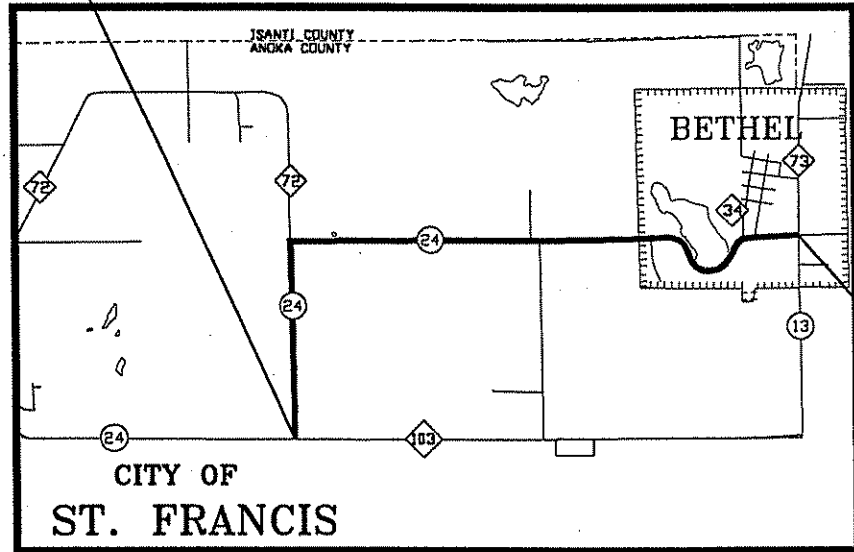 ISANTI COUNTY
ANOKA COUNTY
BETHEL
72
72
73
34
24
24
13
24
103
CITY OF
ST. FRANCIS